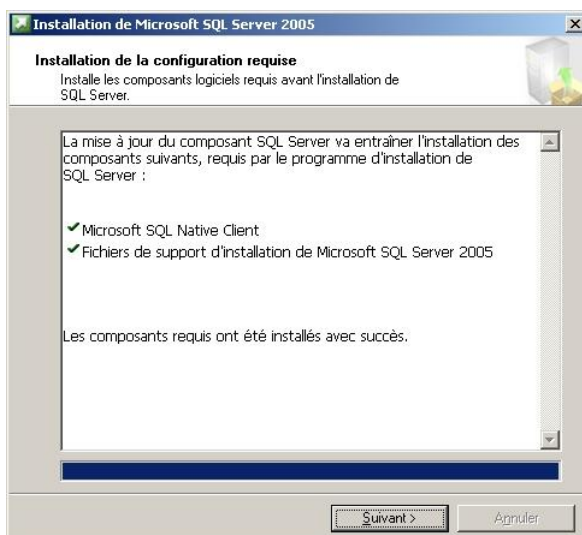 Installation de Microsoft SQL Server 2005
Installation de la configuration requise
Installe les composants logiciels requis avant l'installation de
SQL Server.
La mise à jour du composant SQL Server va entraîner l'installation des
composants suivants, requis par le programme d'installation de
SQL Server :
Microsoft SQL Native Client
Fichiers de support d'installation de Microsoft SQL Server 2005
Les composants requis ont été installés avec succès.
Suivant >
Annuler